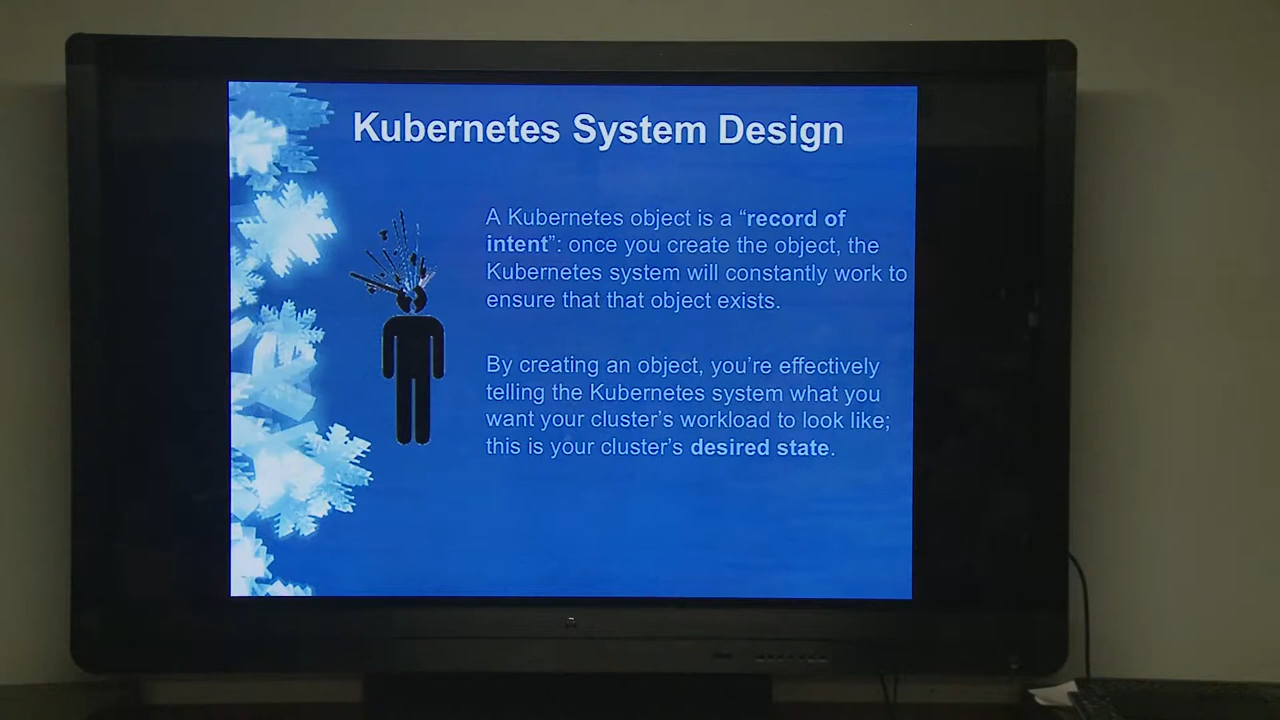 Kubernetes System Design
A Kubernetes object is a “record of
intent”: once you create the object, the
Kubernetes system will constantly work to
ensure that that object exists.
By creating an object, you’re effectively
telling the Kubernetes system what you
want your cluster’s workload to look like;
this is your cluster’s desired state.